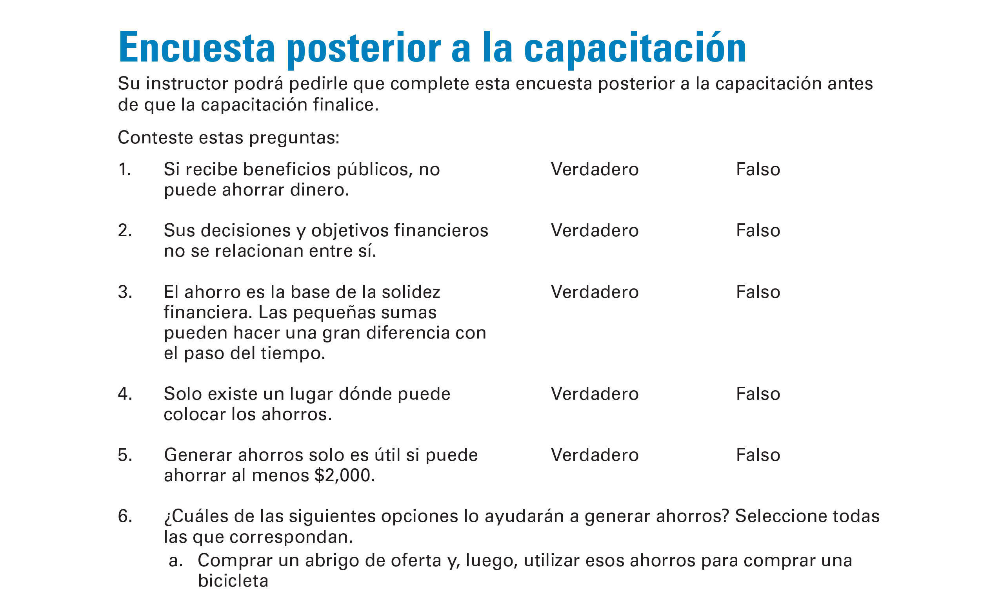 Encuesta posterior a la capacitación
Su instructor podrá pedirle que complete esta encuesta posterior a la capacitación antes
de que la capacitación finalice.
Conteste estas preguntas:
1. Si recibe beneficios públicos, no Verdadero Falso
puede ahorrar dinero.
2. Sus decisiones y objetivos financieros Verdadero Falso
no se relacionan entre sí.
3. El ahorro es la base de la solidez Verdadero Falso
financiera. Las pequeñas sumas
pueden hacer una gran diferencia con
el paso del tiempo.
4. Solo existe un lugar dónde puede Verdadero Falso
colocar los ahorros.
5. Generar ahorros solo es útil si puede Verdadero Falso
ahorrar al menos $2,000.
6. ¿Cuáles de las siguientes opciones lo ayudarán a generar ahorros? Seleccione todas
las que correspondan.
a. Comprar un abrigo de oferta y, luego, utilizar esos ahorros para comprar una
bicicleta